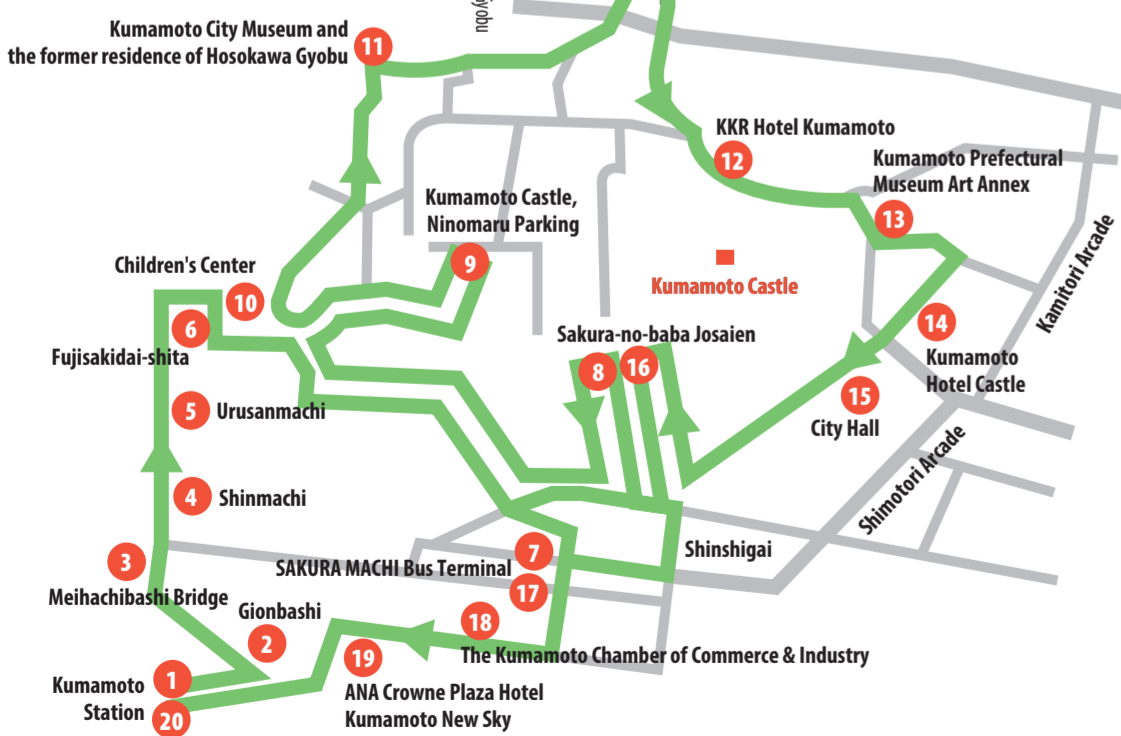 yobu
Kumamoto City Museum and
the former residence of Hosokawa Gyobu
11
KKR Hotel Kumamoto
12
Kumamoto Prefectural
Museum Art Annex
13
Kumamoto Castle,
Ninomaru Parking
9
Kamitori Arcade
Children's Center
10
Kumamoto Castle
6
Fujisakidai-shita
Sakura-no-baba Josaien
8
16
14
Kumamoto
Hotel Castle
5
Urusanmachi
15
City Hall
Shimotori Arcade
4
Shinmachi
3
Meihachibashi Bridge
7
SAKURA MACHI Bus Terminal
17
Shinshigai
Gionbashi
2
18
The Kumamoto Chamber of Commerce & Industry
19
ANA Crowne Plaza Hotel
Kumamoto New Sky
Kumamoto
Station
1
20